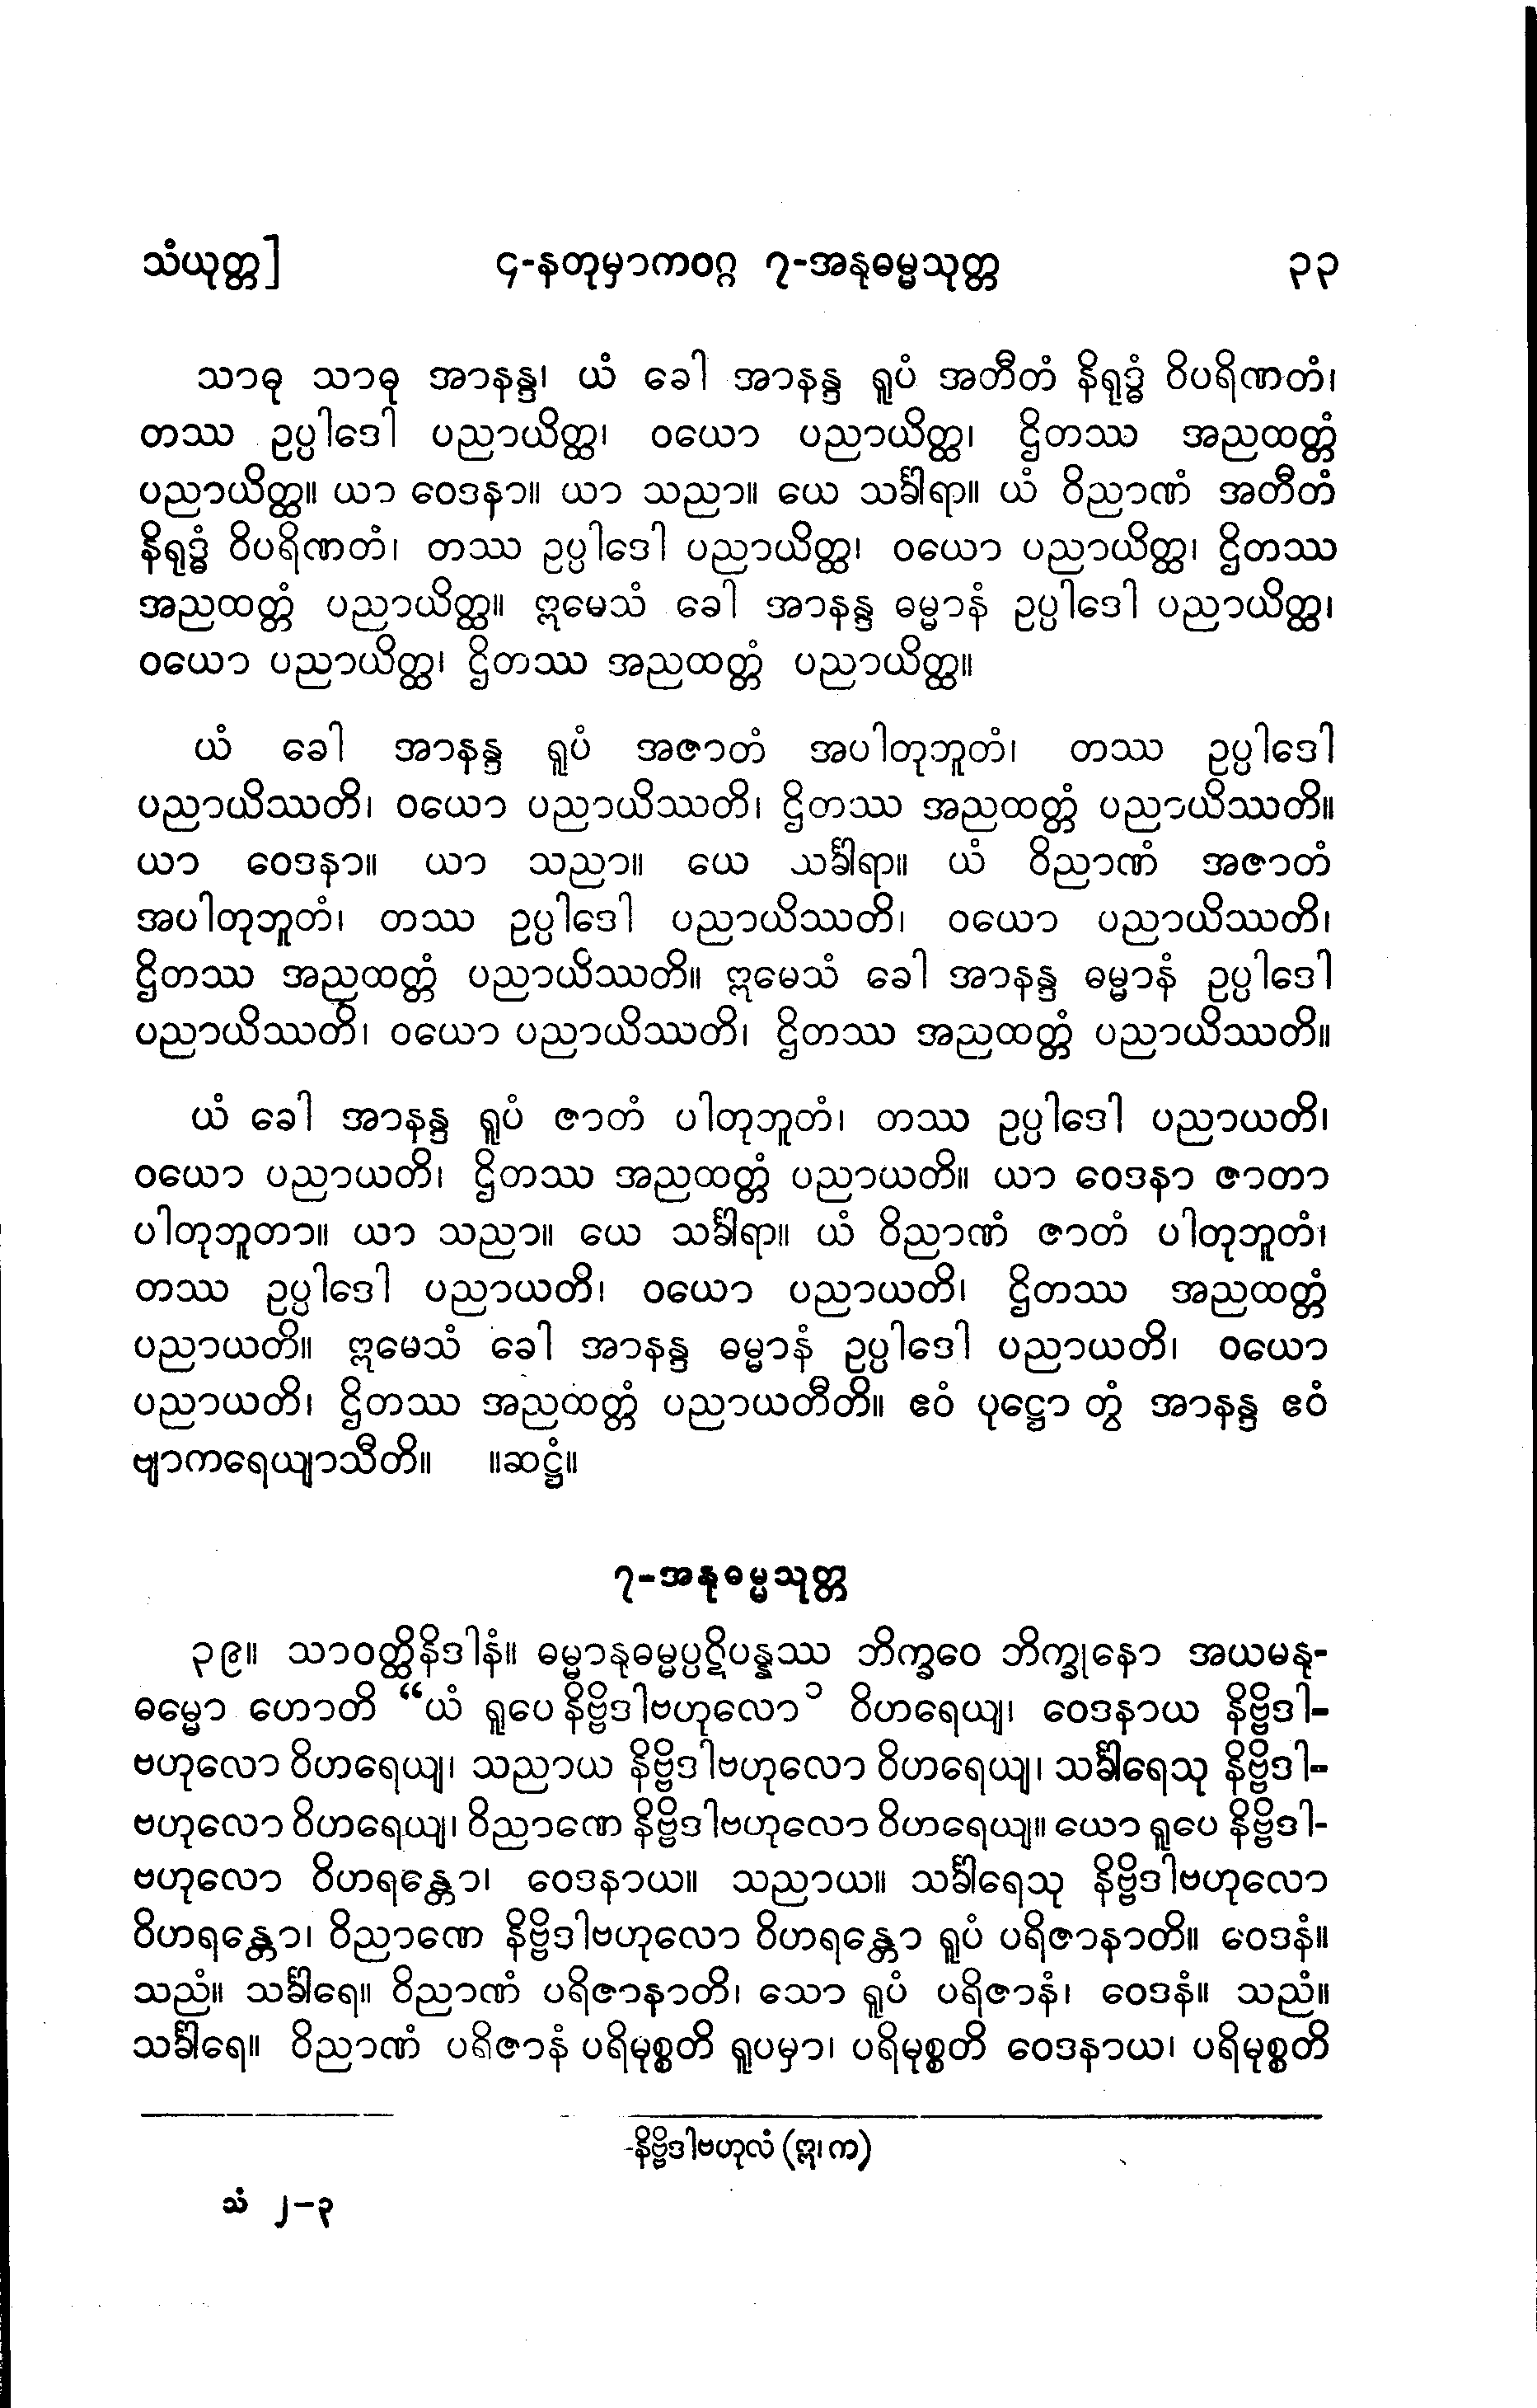 သံယုတ္တ] ၄-နတုမှာကဝဂ္ဂ ၇-အနုဓမ္မသုတ္တ ၃၃
သာဓု သာဓု အာနန္ဒ၊ ယံ ခေါ အာနန္ဒ ရူပံ အတီတံ နိရုဒ္ဓံ ဝိပရိဏတံ၊
တဿ ဥပ္ပါဒေါ ပညာယိတ္ထ၊ ဝယော ပညာယိတ္ထ၊ ဌိတဿ အညထတ္တံ
ပညာယိတ္ထ။ ယာ ဝေဒနာ။ ယာ သညာ။ ယေ သင်္ခါရာ။ ယံ ဝိညာဏံ အတီတံ
နိရုဒ္ဓံ ဝိပရိဏတံ၊ တဿ ဥပ္ပါဒေါ ပညာယိတ္ထ၊ ဝယော ပညာယိတ္ထ၊ ဌိတဿ
အညထတ္တံ ပညာယိတ္ထ။ ဣမေသံ ခေါ အာနန္ဒ ဓမ္မာနံ ဥပ္ပါဒေါ ပညာယိတ္ထ၊
ဝယော ပညာယိတ္ထ၊ ဌိတဿ အညထတ္တံ ပညာယိတ္ထ။
ယံ ခေါ အာနန္ဒ ရူပံ အဇာတံ အပါတုဘူတံ၊ တဿ ဥပ္ပါဒေါ
ပညာယိဿတိ၊ ဝယော ပညာယိဿတိ၊ ဌိတဿ အညထတ္တံ ပညာယိဿတိ။
ယာ ဝေဒနာ။ ယာ သညာ။ ယေ သင်္ခါရာ။ ယံ ဝိညာဏံ အဇာတံ
အပါတုဘူတံ၊ တဿ ဥပ္ပါဒေါ ပညာယိဿတိ၊ ဝယော ပညာယိဿတိ၊
ဌိတဿ အညထတ္တံ ပညာယိဿတိ။ ဣမေသံ ခေါ အာနန္ဒ ဓမ္မာနံ ဥပ္ပါဒေါ
ပညာယိဿတိ၊ ဝယော ပညာယိဿတိ၊ ဌိတဿ အညထတ္တံ ပညာယိဿတိ။
ယံ ခေါ အာနန္ဒ ရူပံ ဇာတံ ပါတုဘူတံ၊ တဿ ဥပ္ပါဒေါ ပညာယတိ၊
ဝယော ပညာယတိ၊ ဌိတဿ အညထတ္တံ ပညာယတိ။ ယာ ဝေဒနာ ဇာတာ
ပါတုဘူတာ။ ယာ သညာ။ ယေ သင်္ခါရာ။ ယံ ဝိညာဏံ ဇာတံ ပါတုဘူတံ၊
တဿ ဥပ္ပါဒေါ ပညာယတိ၊ ဝယော ပညာယတိ၊ ဌိတဿ အညထတ္တံ
ပညာယတိ။ ဣမေသံ ခေါ အာနန္ဒ ဓမ္မာနံ ဥပ္ပါဒေါ ပညာယတိ၊ ဝယော
ပညာယတိ၊ ဌိတဿ အညထတ္တံ ပညာယတီတိ။ ဧဝံ ပုဋ္ဌော တွံ အာနန္ဒ ဧဝံ
ဗျာကရေယျာသီတိ။ ။ဆဋ္ဌံ။
၇-အနုဓမ္မသုတ္တ
၃၉။ သာဝတ္ထိနိဒါနံ။ ဓမ္မာနုဓမ္မပ္ပဋိပန္နဿ ဘိက္ခဝေ ဘိက္ခုနော အယမနု-
ဓမ္မော ဟောတိ “ယံ ရူပေ နိဗ္ဗိဒါဗဟုလော ဝိဟရေယျ၊ ဝေဒနာယ နိဗ္ဗိဒါ-
ဗဟုလော ဝိဟရေယျ၊ သညာယ နိဗ္ဗိဒါဗဟုလော ဝိဟရေယျ၊ သင်္ခါရေသု နိဗ္ဗိဒါ-
ဗဟုလော ဝိဟရေယျ၊ ဝိညာဏေ နိဗ္ဗိဒါဗဟုလော ဝိဟရေယျ။ ယော ရူပေ နိဗ္ဗိဒါ-
ဗဟုလော ဝိဟရန္တော၊ ဝေဒနာယ။ သညာယ။ သင်္ခါရေသု နိဗ္ဗိဒါဗဟုလော
ဝိဟရန္တော၊ ဝိညာဏေ နိဗ္ဗိဒါဗဟုလော ဝိဟရန္တော ရူပံ ပရိဇာနာတိ။ ဝေဒနံ။
သညံ။ သင်္ခါရေ။ ဝိညာဏံ ပရိဇာနာတိ၊ သော ရူပံ ပရိဇာနံ၊ ဝေဒနံ။ သညံ။
သင်္ခါရေ။ ဝိညာဏံ ပရိဇာနံ ပရိမုစ္စတိ ရူပမှာ၊ ပရိမုစ္စတိ ဝေဒနာယ၊ ပရိမုစ္စတိ
-နိဗ္ဗိဒါဗဟုလံ (ဣ၊ က)
သံ ၂-၃